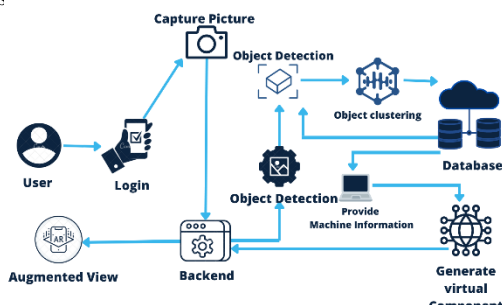 Capture Picture
Object Detection
Object clustering
Database
User
Login
Object Detection
Provide
Machine Information
AR
Augmented View
Backend
Generate
virtual